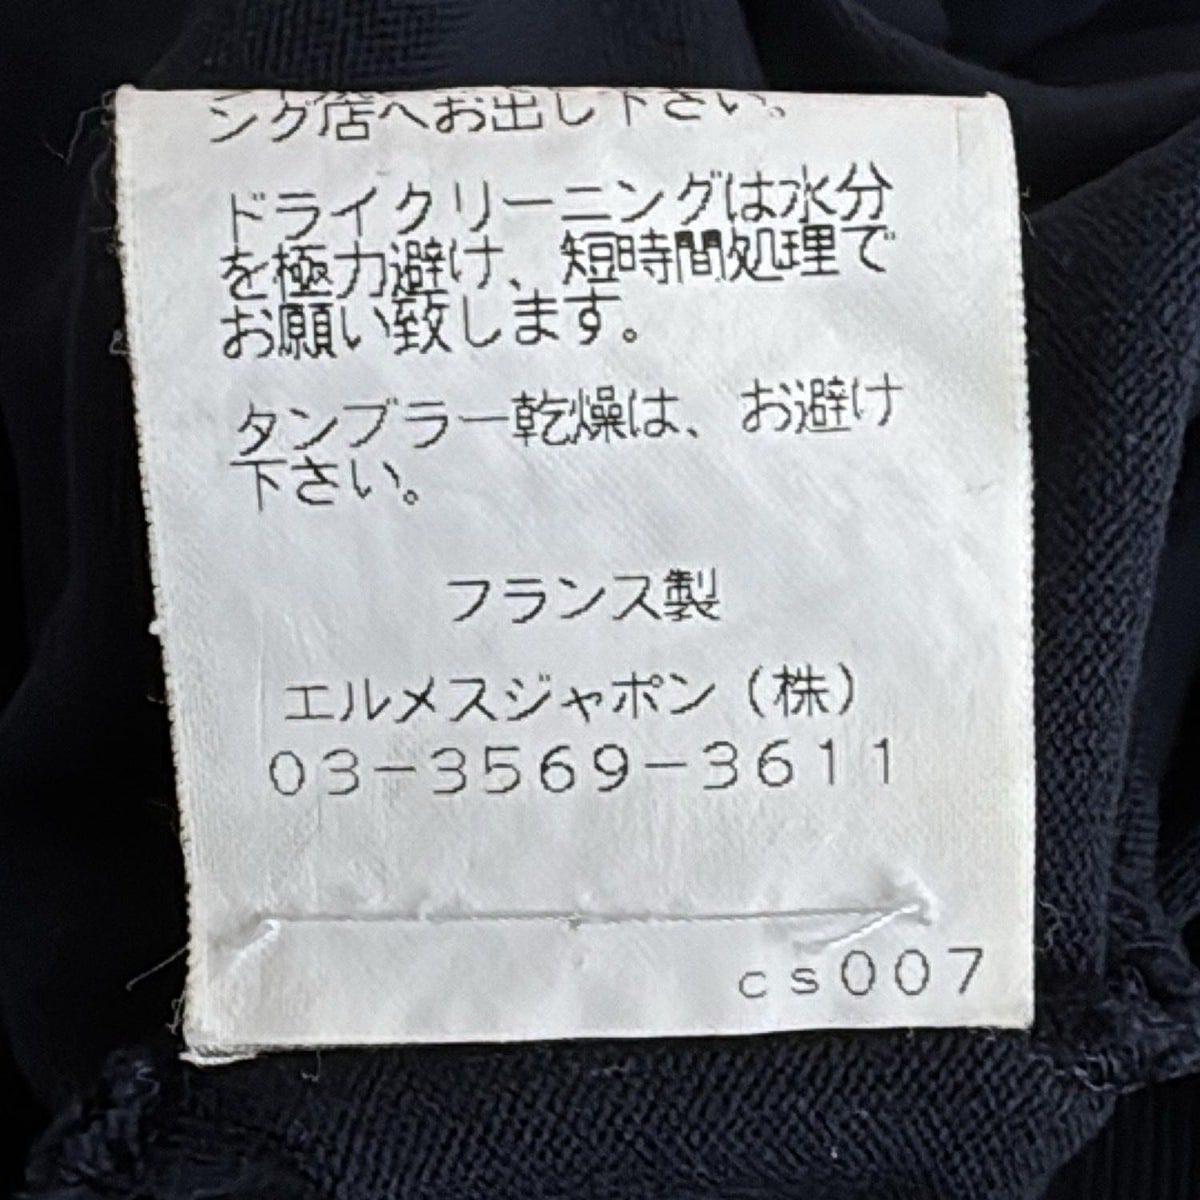 ング店へお出し下さい。
ドライクリーニングは水分
を極力避け、短時間処理で
お願い致します。
タンブラー乾燥は、お避け
下さい。
フランス製
エルメスジャポン（株）
03-3569-3611
cs007